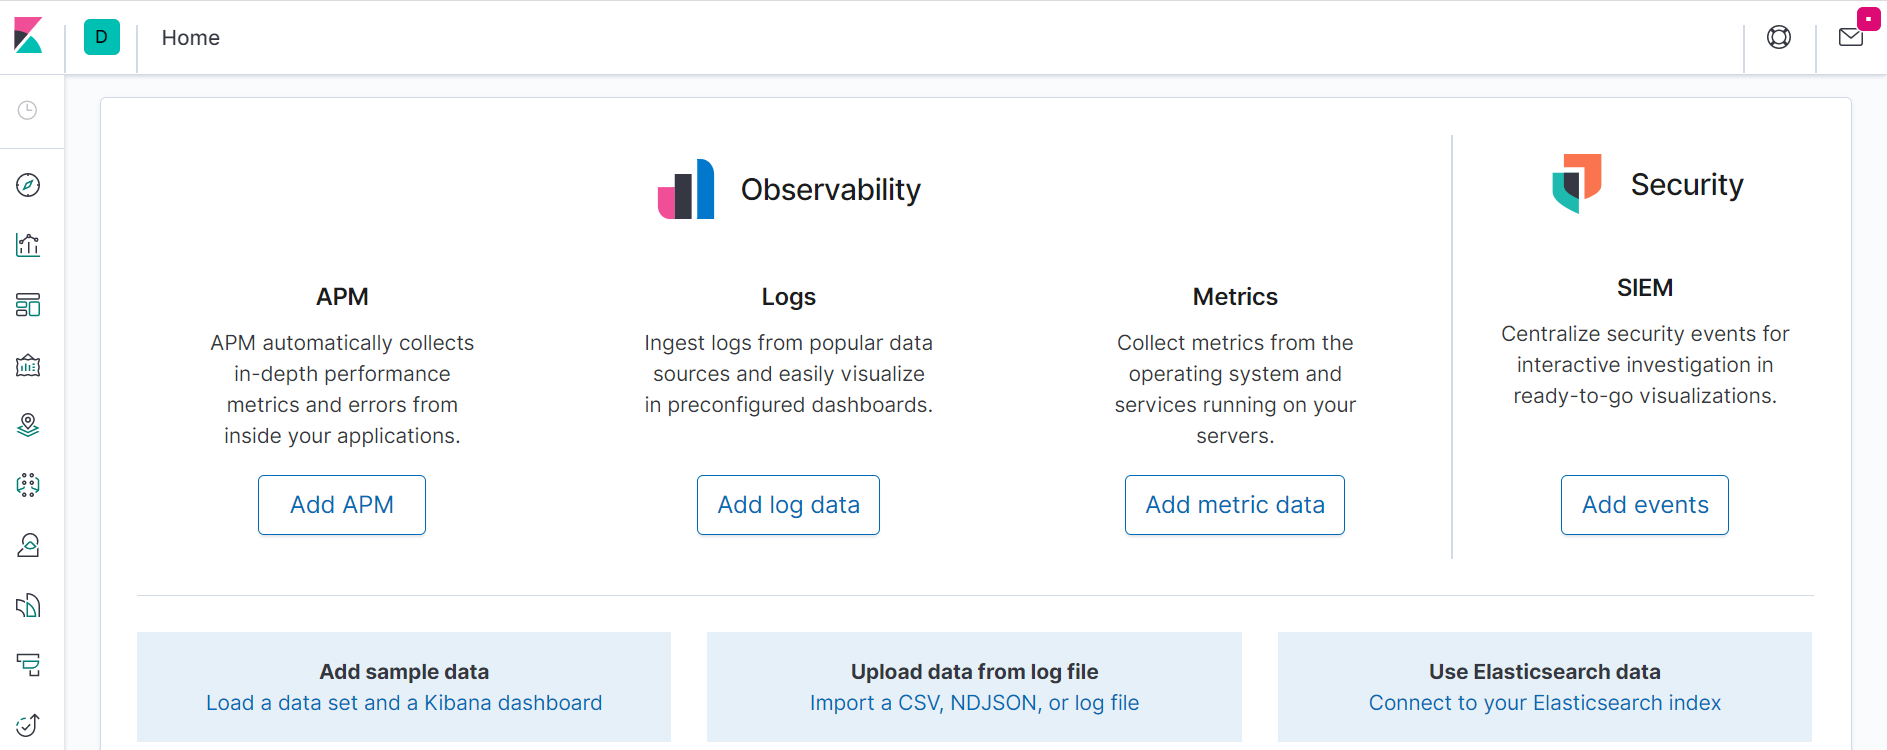 D
Home
Observability
Security
APM
APM automatically collects
in-depth performance
metrics and errors from
inside your applications.
Add APM
Logs
Ingest logs from popular data
sources and easily visualize
in preconfigured dashboards.
Add log data
Metrics
Collect metrics from the
operating system and
services running on your
servers.
Add metric data
SIEM
Centralize security events for
interactive investigation in
ready-to-go visualizations.
Add events
Add sample data
Load a data set and a Kibana dashboard
Upload data from log file
Import a CSV, NDJSON, or log file
Use Elasticsearch data
Connect to your Elasticsearch index